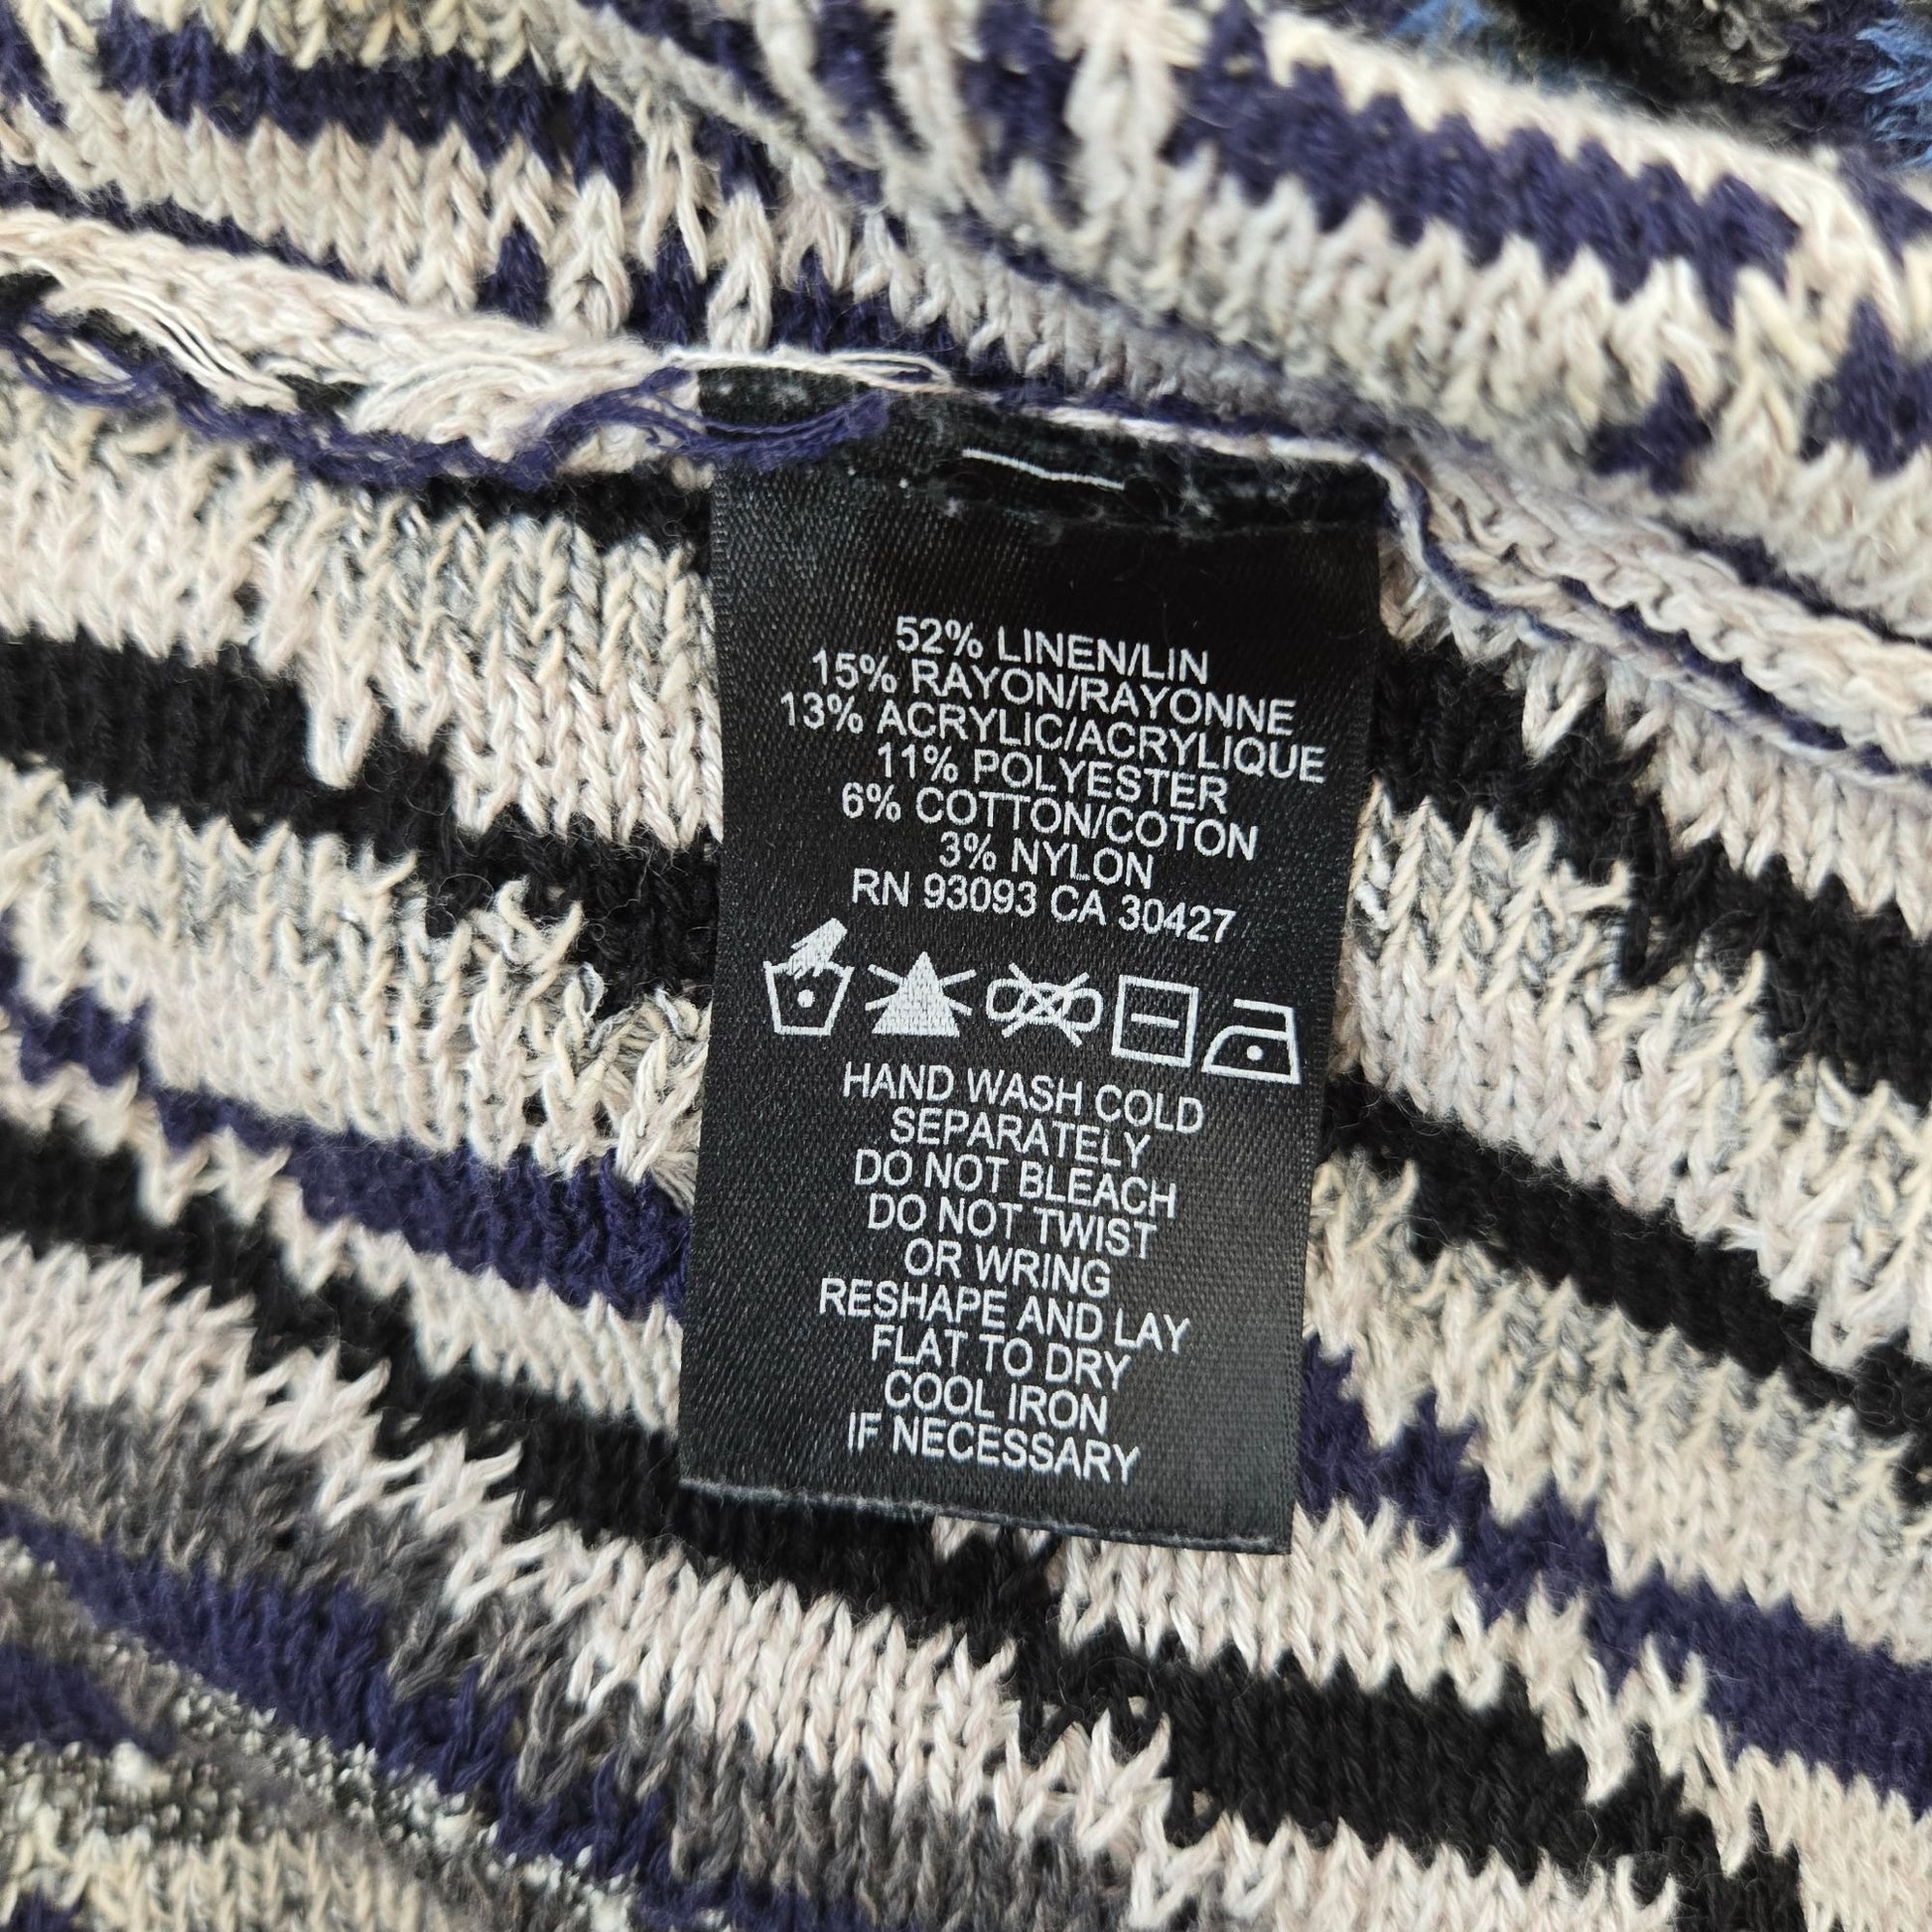 52% LINEN/LIN
15% RAYON/RAYONNE
13% ACRYLIC/ACRYLIQUE
11% POLYESTER
6% COTTON/COTON
3% NYLON
RN 93093 CA 30427
HAND WASH COLD
SEPARATELY
DO NOT BLEACH
DO NOT TWIST
OR WRING
RESHAPE AND LAY
FLAT TO DRY
COOL IRON
IF NECESSARY